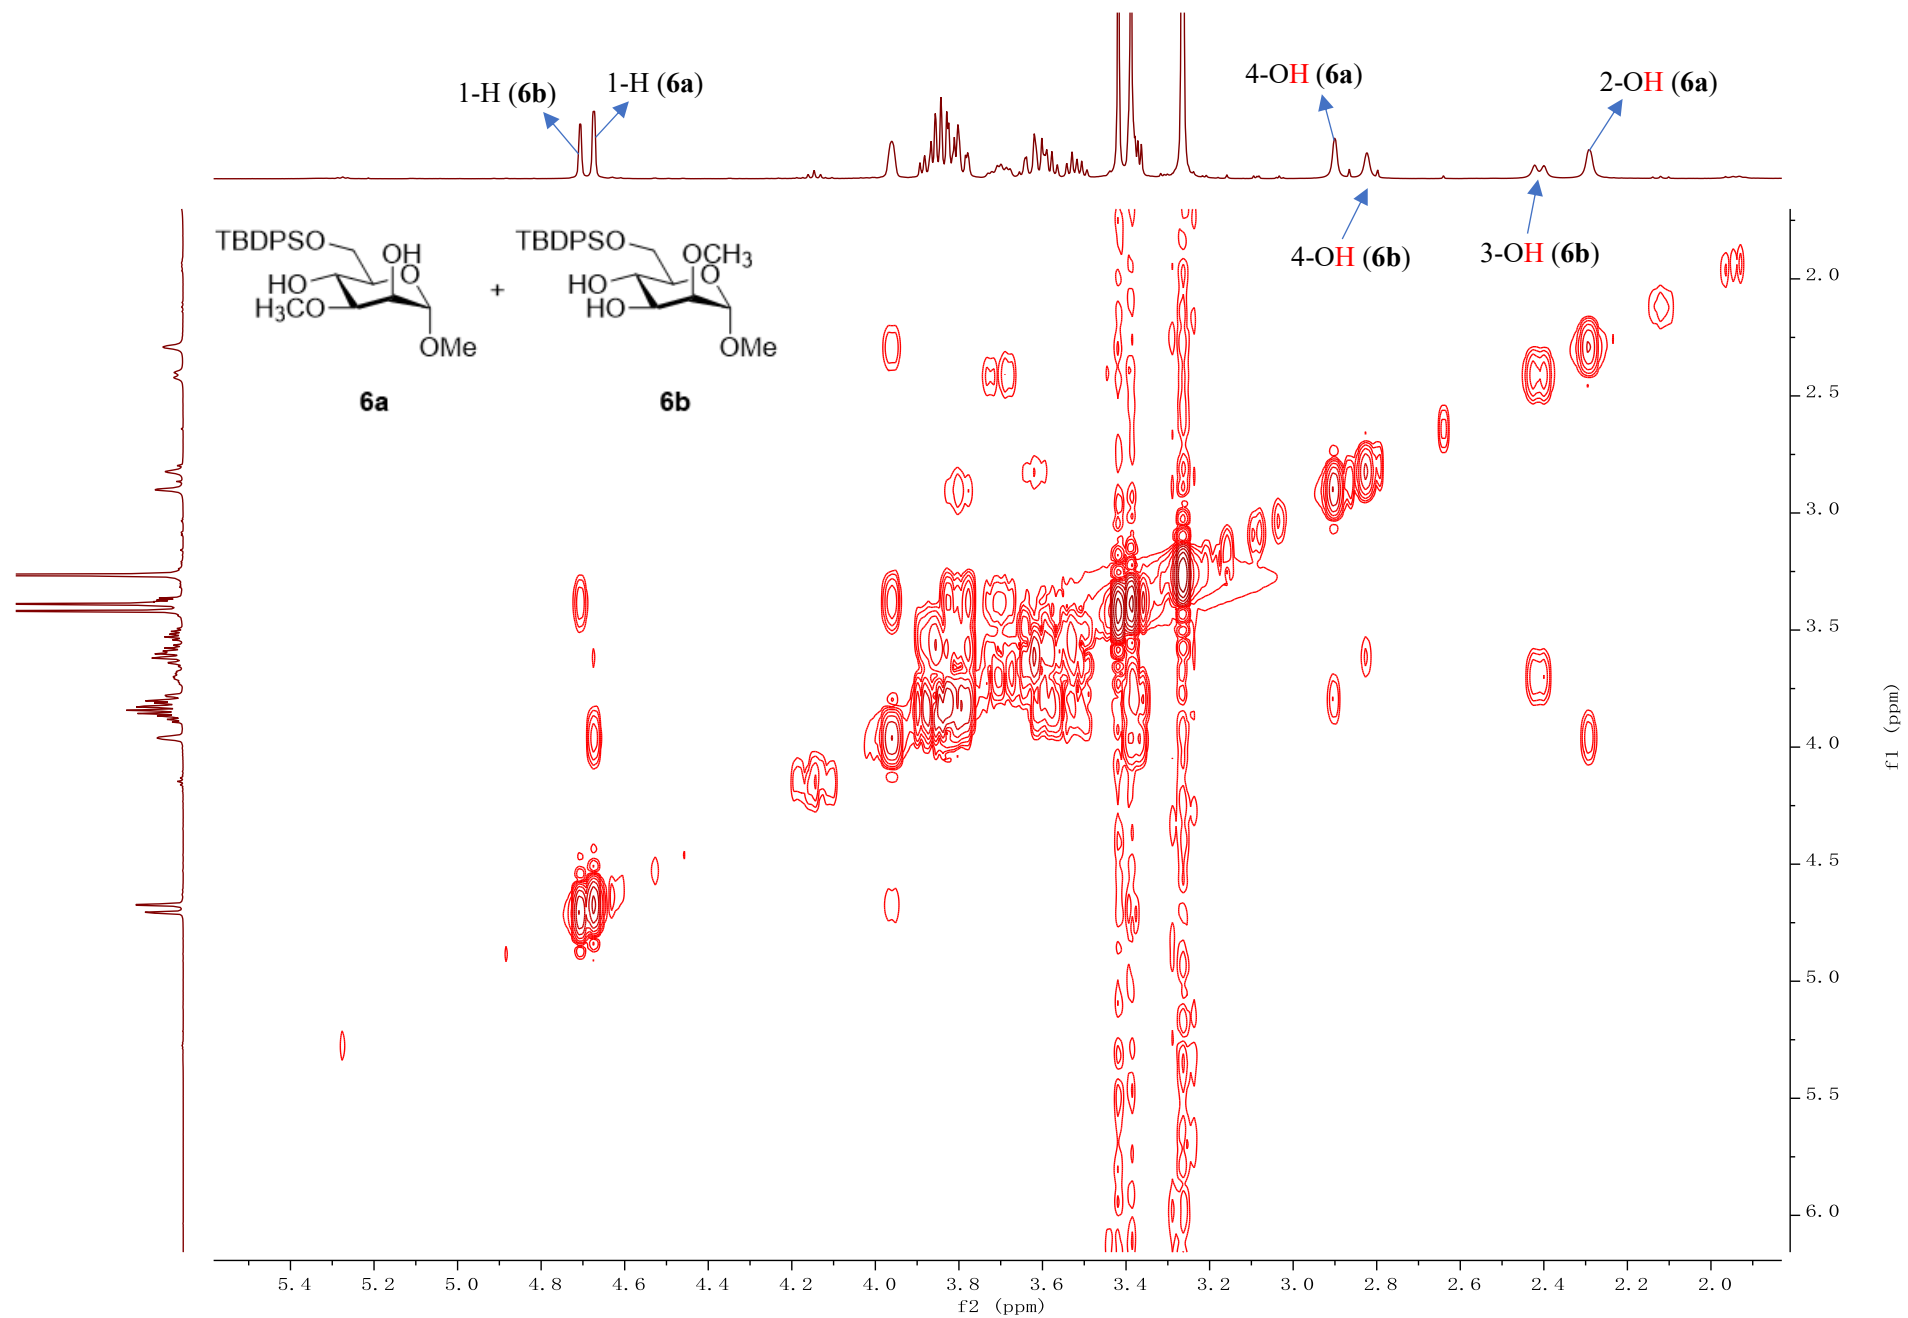 1-H (6b)
1-H (6a)
4-OH (6a)
2-OH (6a)
4-OH (6b)
3-OH (6b)
TBDPSO
OH
O
HO
H₃CO
OMe
6a
+
TBDPSO
OCH₃
O
HO
HO
OMe
6b
2.0
2.5
3.0
3.5
4.0
4.5
5.0
5.5
6.0
f1 (ppm)
5.4 5.2 5.0 4.8 4.6 4.4 4.2 4.0 3.8 3.6 3.4 3.2 3.0 2.8 2.6 2.4 2.2 2.0
f2 (ppm)